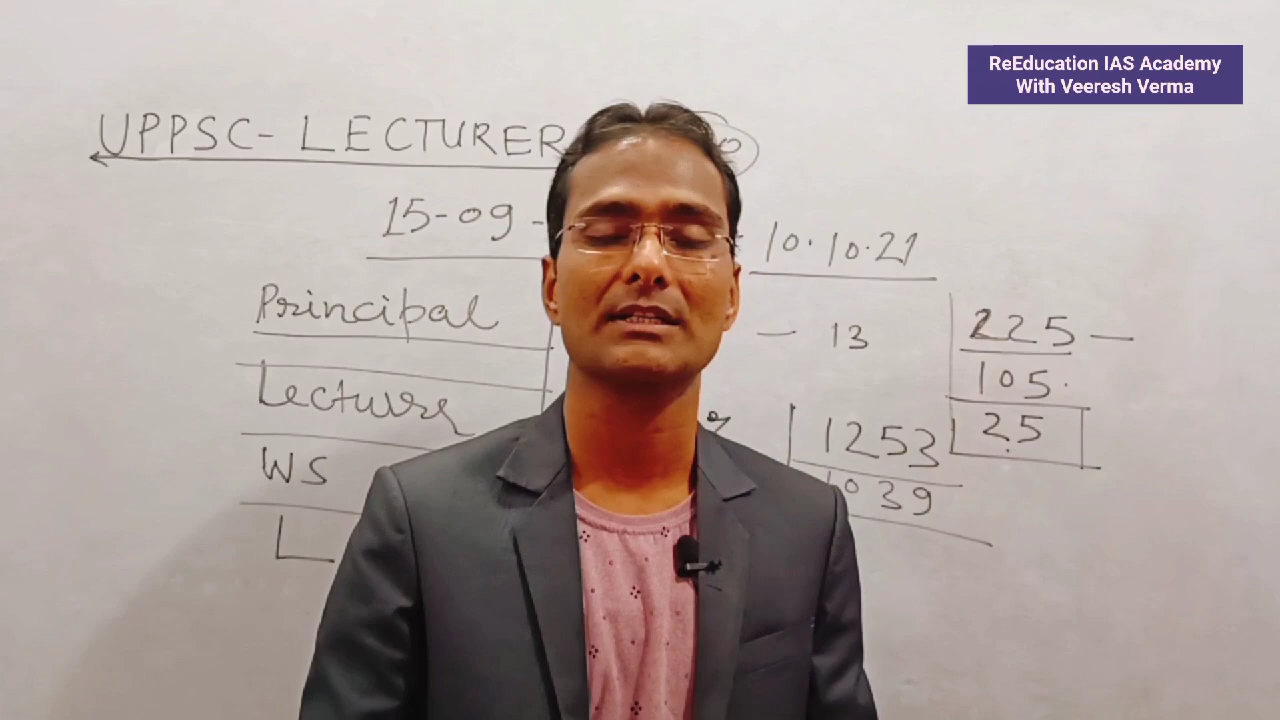 ReEducation IAS Academy
With Veeresh Verma
UPPSC- LECTURER
15-09 - 10.10.21
Principal - 13
225 -
105.
Lecture 1253
25
WS 1039
L